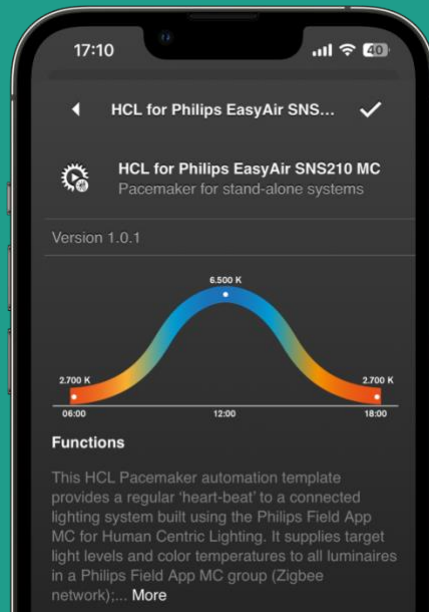 17:10
40
HCL for Philips EasyAir SNS...
HCL for Philips EasyAir SNS210 MC
Pacemaker for stand-alone systems
Version 1.0.1
6.500 K
2.700 K
2.700 K
06:00 12:00 18:00
Functions
This HCL Pacemaker automation template
provides a regular 'heart-beat' to a connected
lighting system built using the Philips Field App
MC for Human Centric Lighting. It supplies target
light levels and color temperatures to all luminaires
in a Philips Field App MC group (Zigbee
network);... More